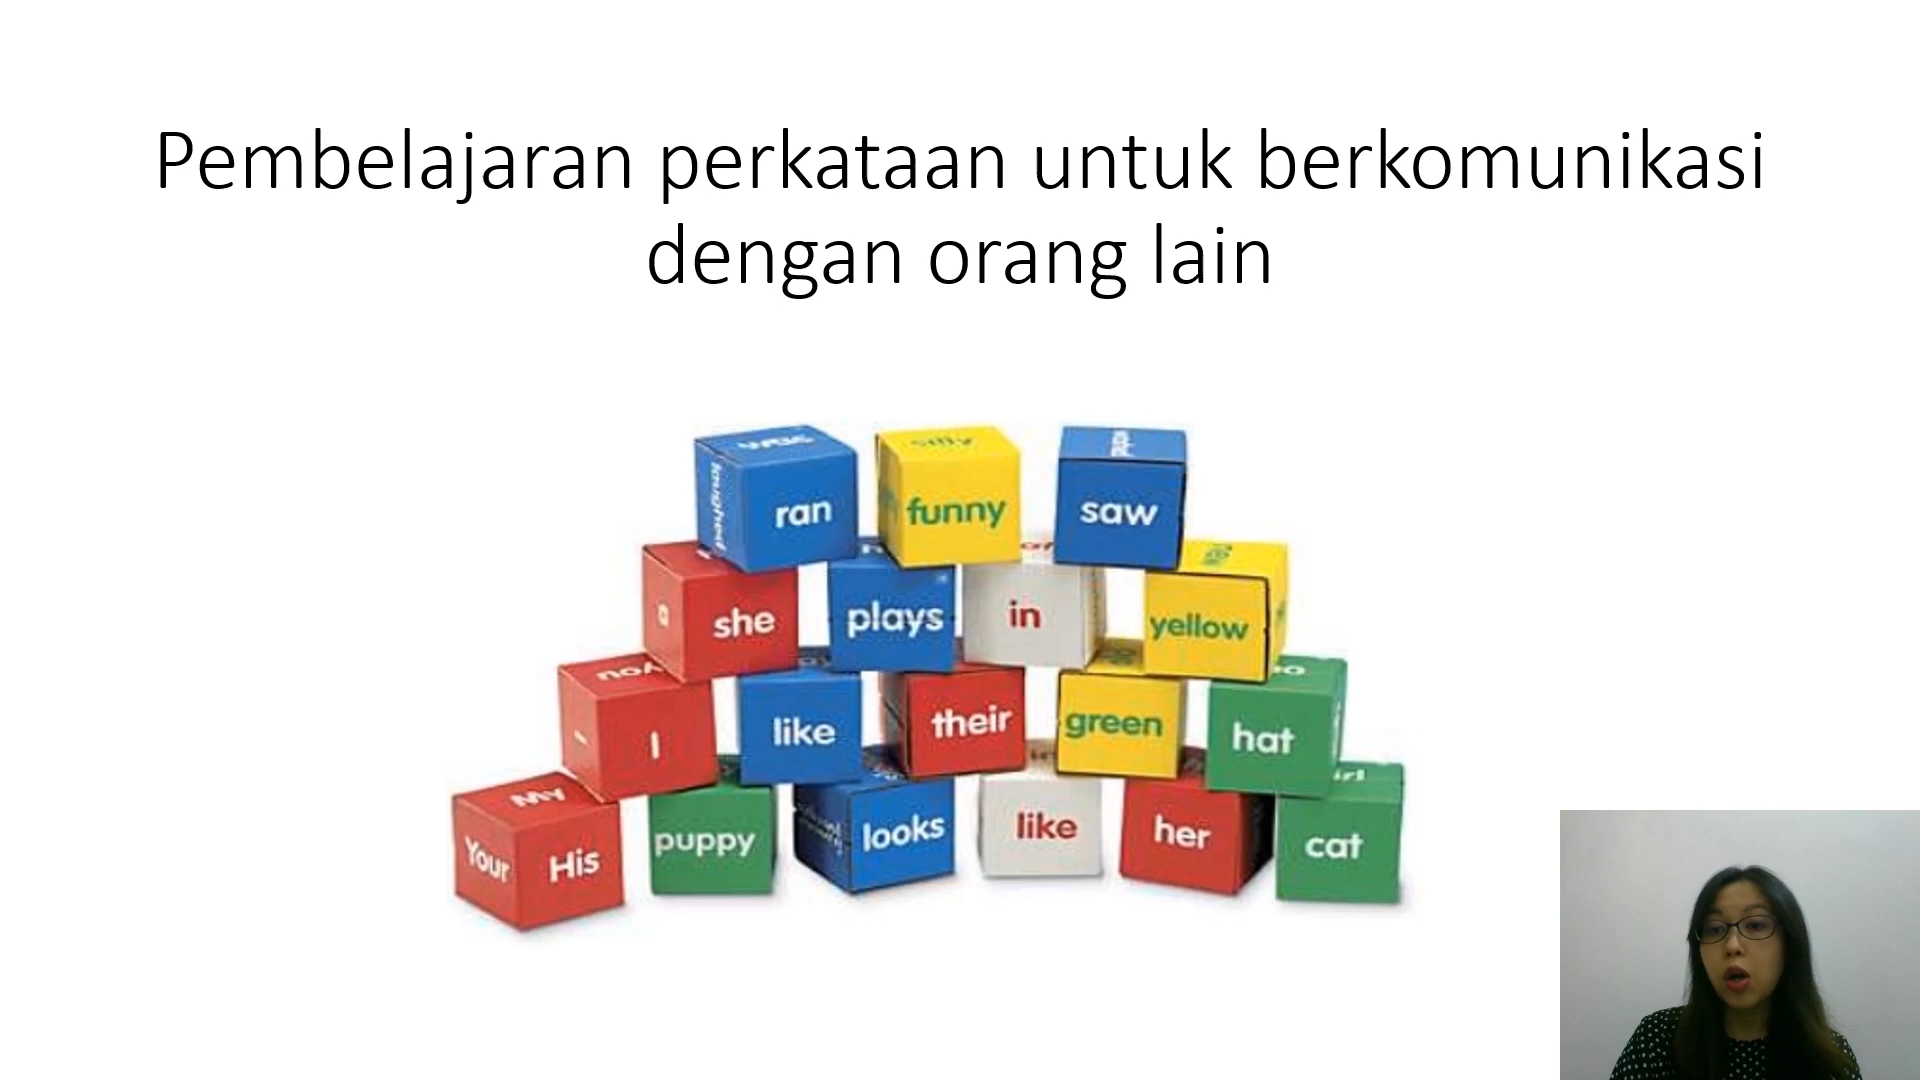 Pembelajaran perkataan untuk berkomunikasi
dengan orang lain
ran
funny
saw
she
plays
in
yellow
I
like
their
green
hat
My
Your His
puppy
looks
like
her
cat